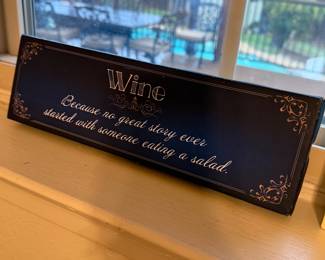 Wine
Because no great story ever
started with someone eating a salad.